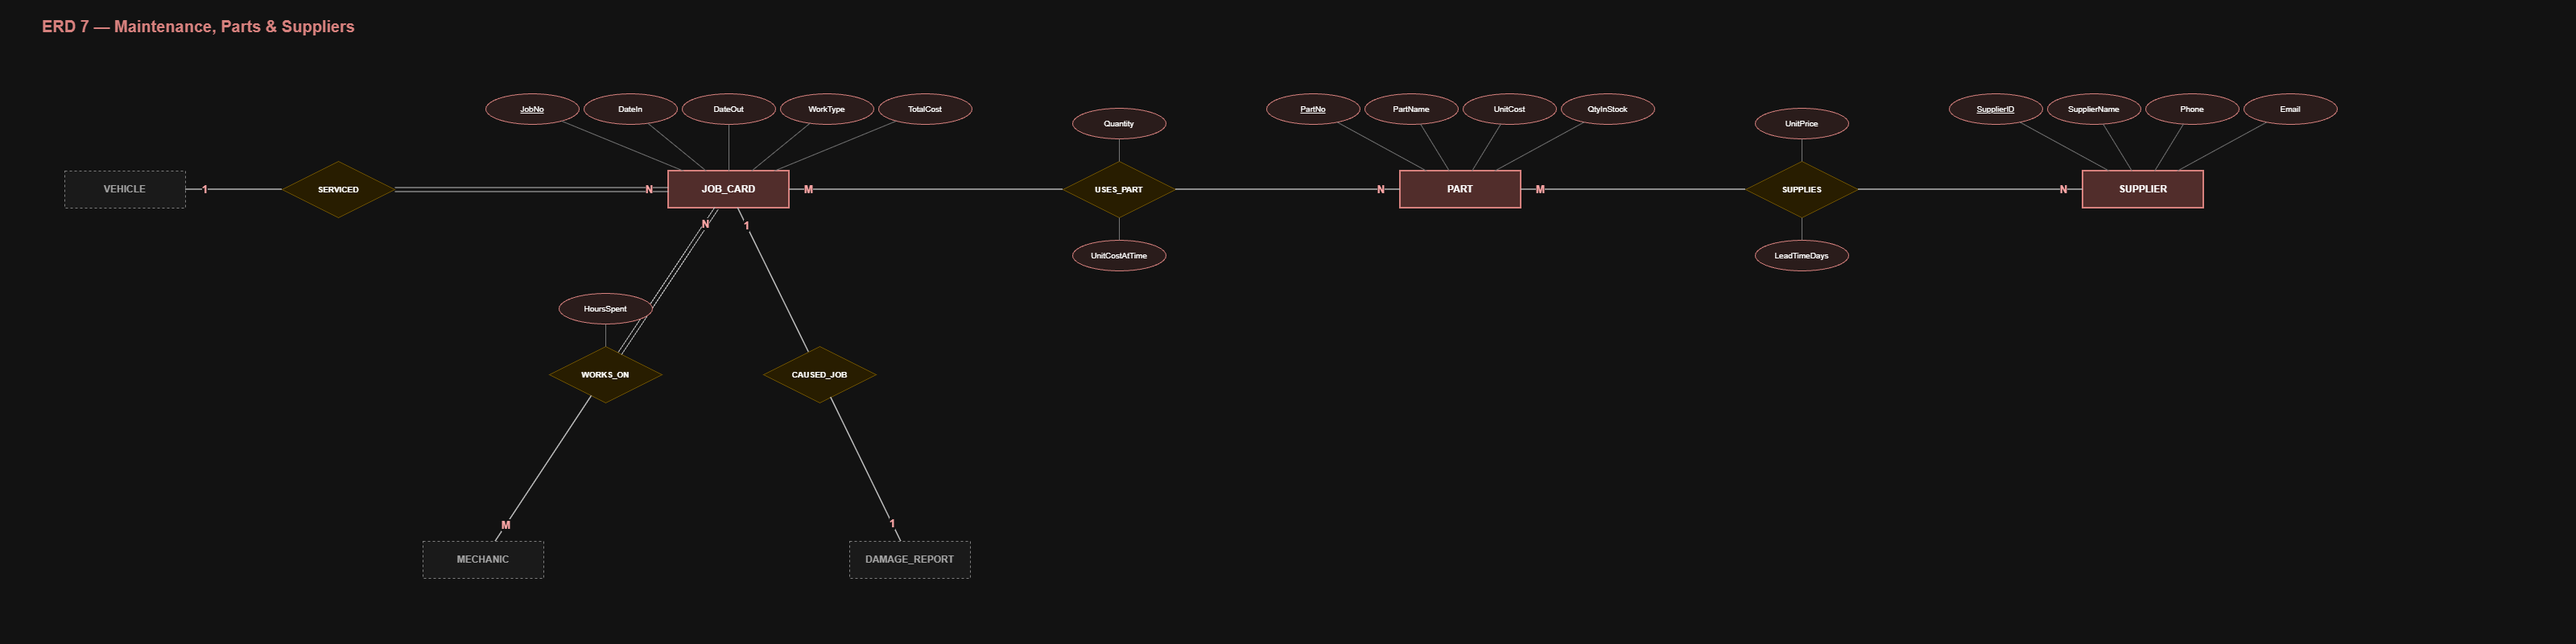 ERD 7 — Maintenance, Parts & Suppliers
JobNo
DateIn
DateOut
WorkType
TotalCost
Quantity
PartNo
PartName
UnitCost
QtyInStock
UnitPrice
SupplierID
SupplierName
Phone
Email
VEHICLE
1
SERVICED
N
JOB_CARD
M
USES_PART
N
PART
M
SUPPLIES
N
SUPPLIER
N
1
UnitCostAtTime
LeadTimeDays
HoursSpent
WORKS_ON
CAUSED_JOB
M
1
MECHANIC
DAMAGE_REPORT